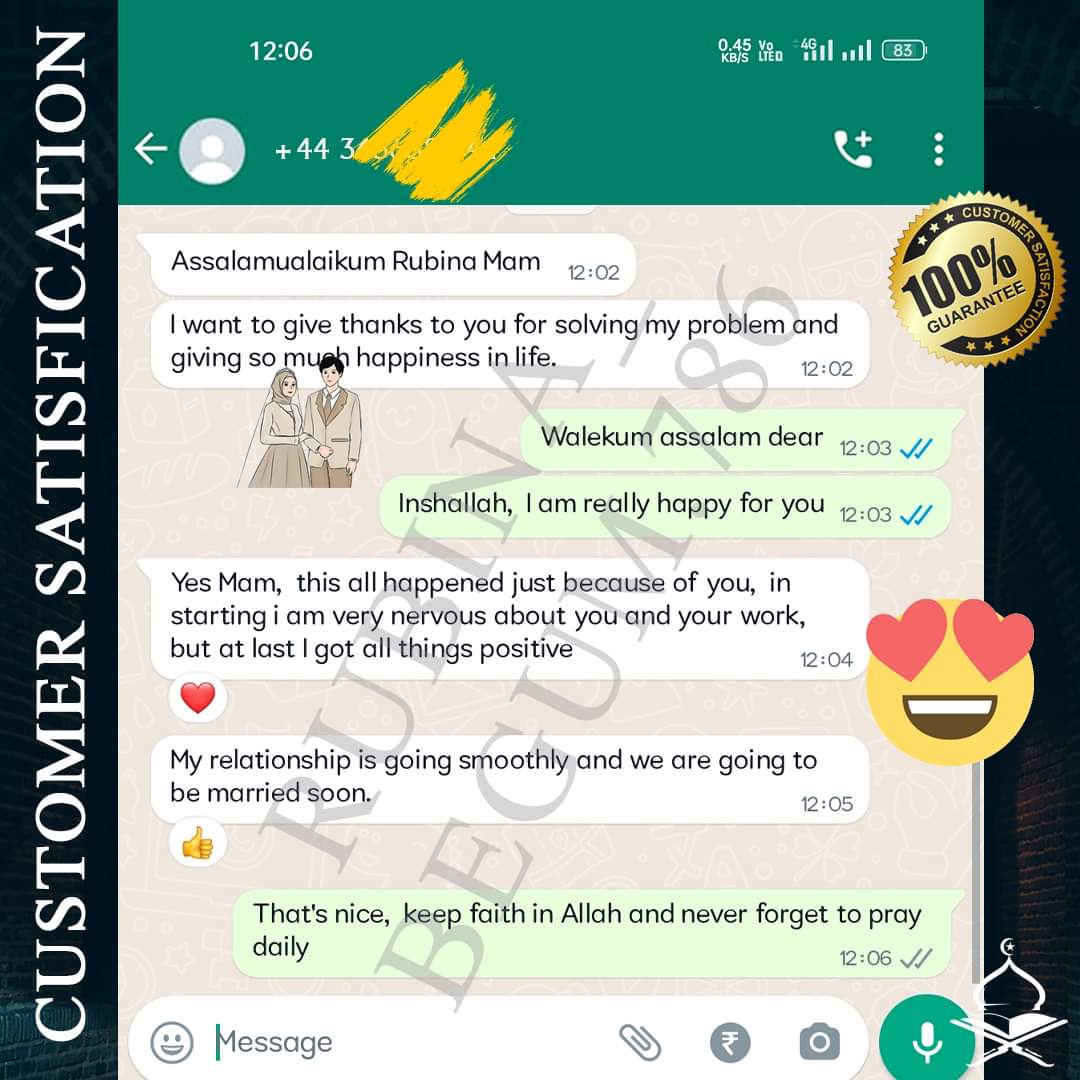 CUSTOMER SATISFICATION
12:06
0.45 KB/S
Vo LTED
4G
83
+44 3
Assalamualaikum Rubina Mam
12:02
I want to give thanks to you for solving my problem and
giving so much happiness in life.
12:02
CUSTOMER SATISFACTION
100%
GUARANTEE
Walekum assalam dear
12:03
Inshallah, I am really happy for you
12:03
Yes Mam, this all happened just because of you, in
starting i am very nervous about you and your work,
but at last I got all things positive
12:04
My relationship is going smoothly and we are going to
be married soon.
12:05
That's nice, keep faith in Allah and never forget to pray
daily
12:06
Message
₹
RUBINA_
BEGUM 786